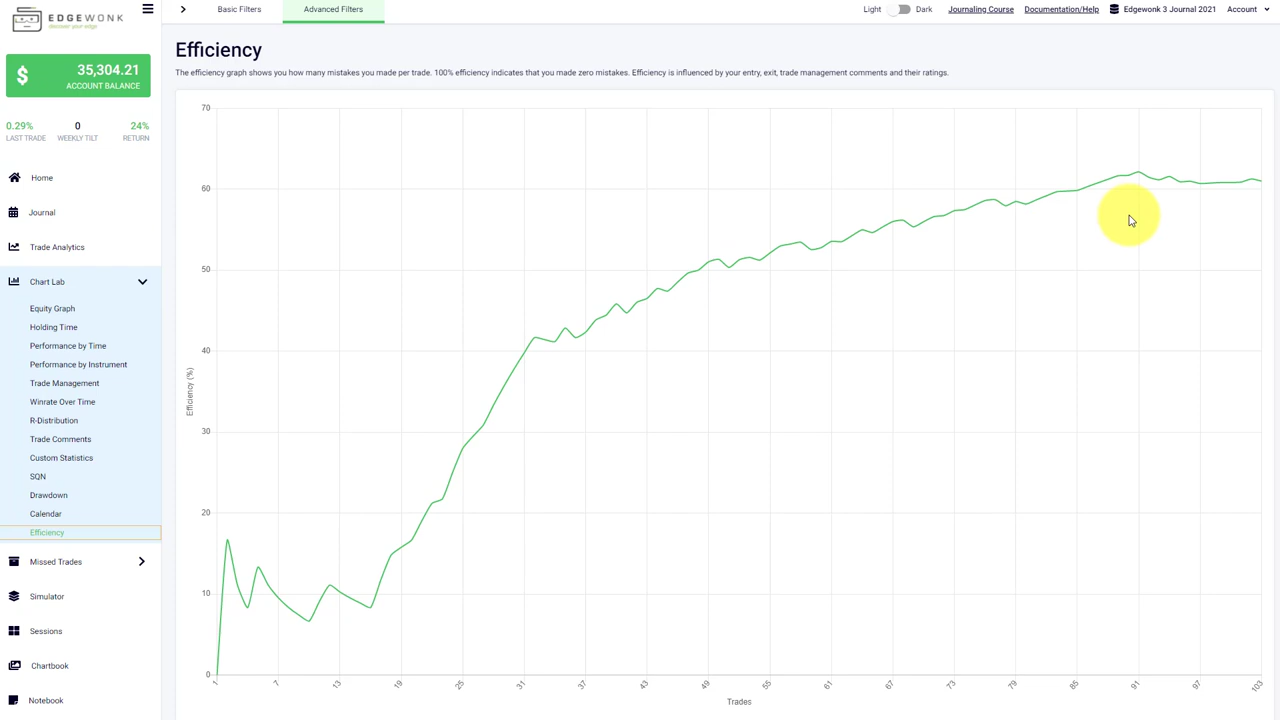 EDGEWONK
discover your edge
Basic Filters
Advanced Filters
Light
Dark
Journaling Course
Documentation/Help
Edgewonk 3 Journal 2021
Account
$
35,304.21
ACCOUNT BALANCE
0.29%
LAST TRADE
0
WEEKLY TILT
24%
RETURN
Home
Journal
Trade Analytics
Chart Lab
Equity Graph
Holding Time
Performance by Time
Performance by Instrument
Trade Management
Winrate Over Time
R-Distribution
Trade Comments
Custom Statistics
SQN
Drawdown
Calendar
Efficiency
Missed Trades
Simulator
Sessions
Chartbook
Notebook
Efficiency
The efficiency graph shows you how many mistakes you made per trade. 100% efficiency indicates that you made zero mistakes. Efficiency is influenced by your entry, exit, trade management comments and their ratings.
70
60
50
40
30
20
10
0
Efficiency (%)
1 7 13 19 25 31 37 43 49 55 61 67 73 79 85 91 97 103
Trades